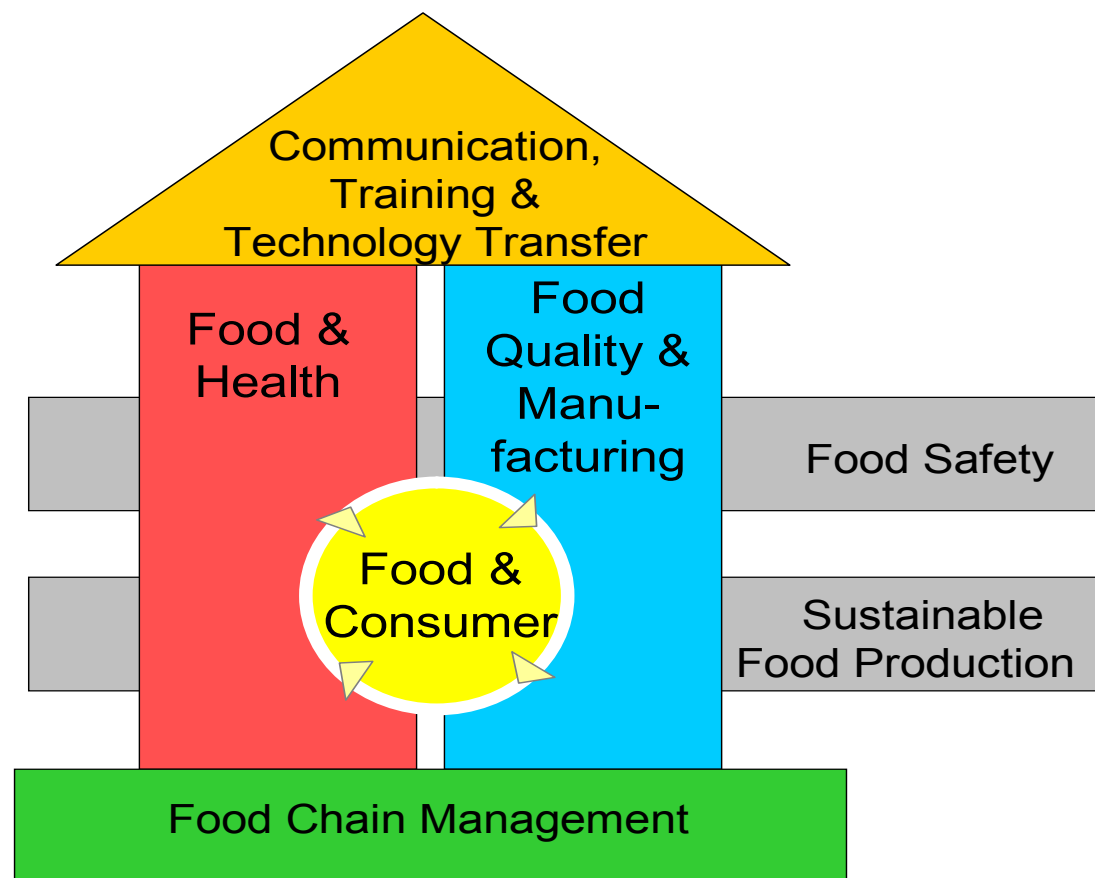 Communication,
Training &
Technology Transfer
Food &
Health
Food
Quality &
Manu-
facturing
Food Safety
Food &
Consumer
Sustainable
Food Production
Food Chain Management